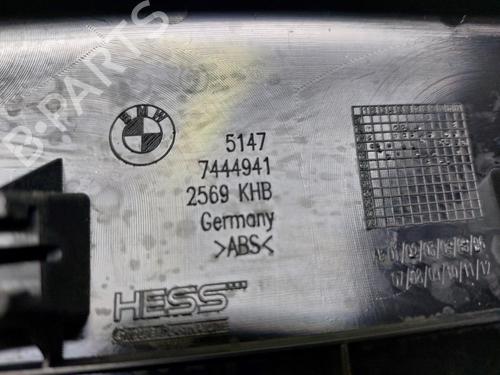 B-PARTS
BMW
5147
7444941
2569 KHB
Germany
>ABS<
HESS